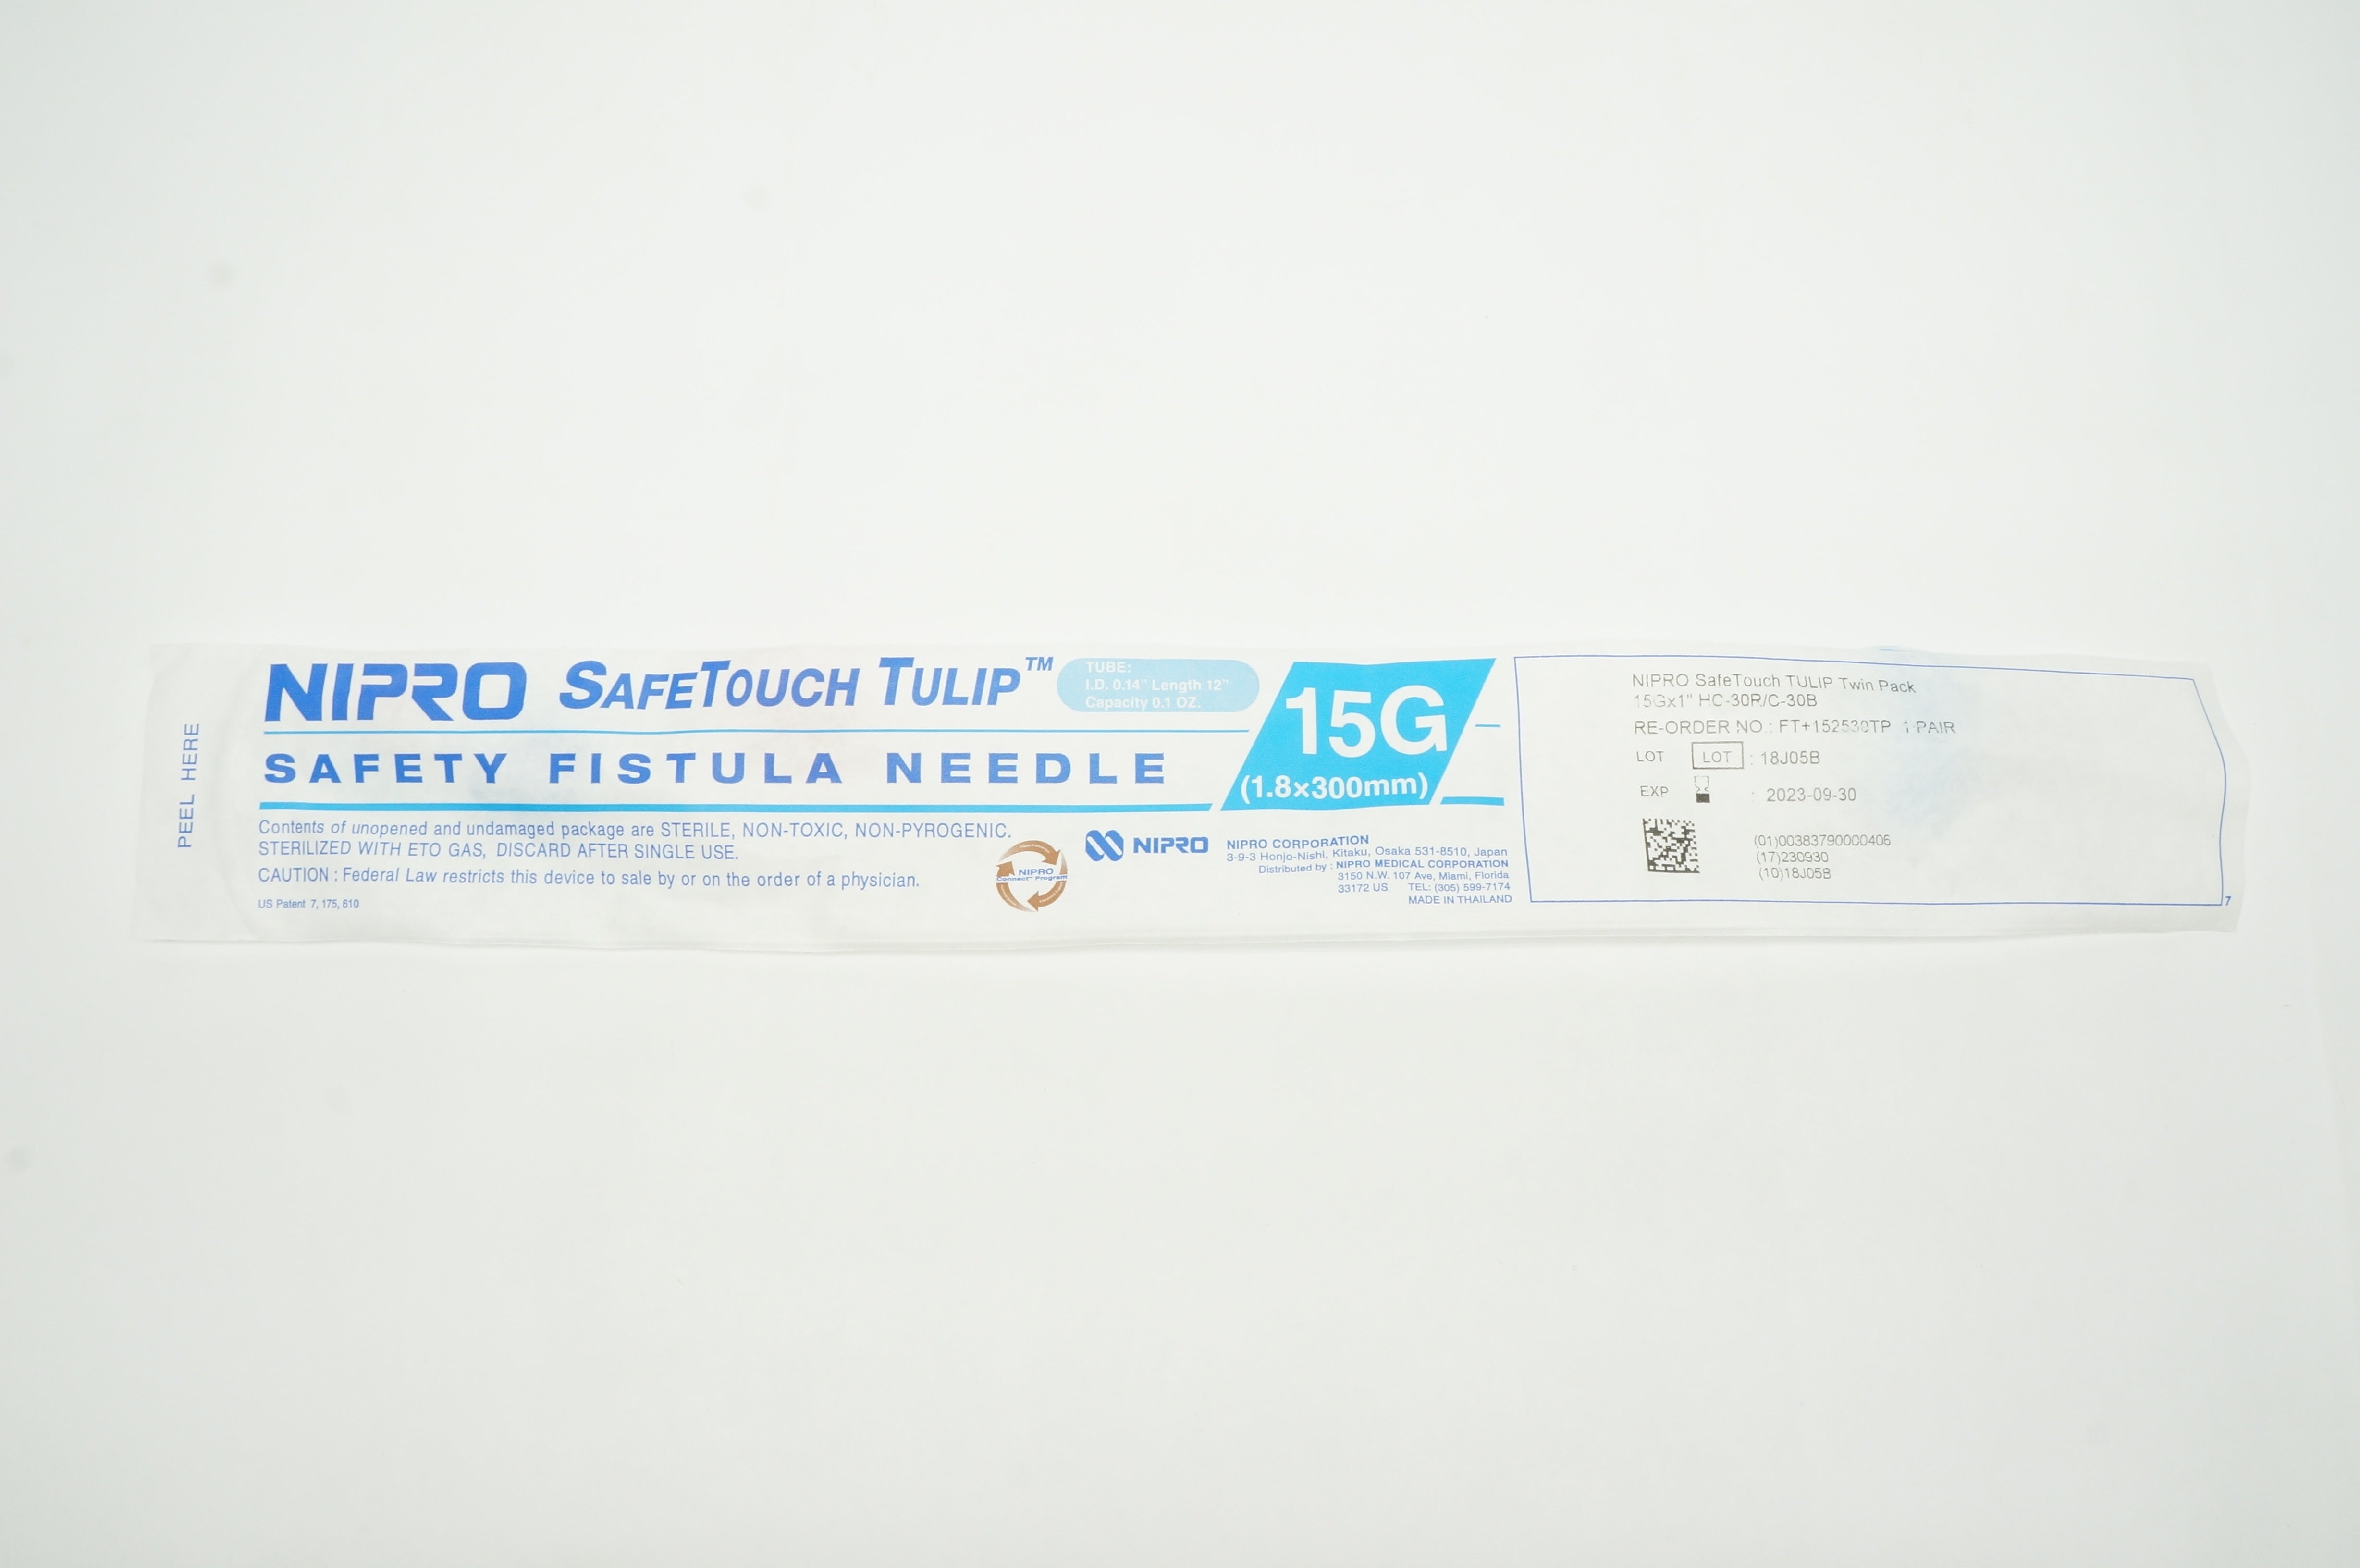 PEEL HERE
NIPRO SAFETOUCH TULIP™
TUBE:
I.D. 0.14" Length 12"
Capacity 0.1 OZ.
SAFETY FISTULA NEEDLE
15G
(1.8×300mm)
Contents of unopened and undamaged package are STERILE, NON-TOXIC, NON-PYROGENIC.
STERILIZED WITH ETO GAS, DISCARD AFTER SINGLE USE.
CAUTION : Federal Law restricts this device to sale by or on the order of a physician.
US Patent 7, 175, 610
NIPRO
Connect™ Program
NIPRO
NIPRO CORPORATION
3-9-3 Honjo-Nishi, Kitaku, Osaka 531-8510, Japan
Distributed by : NIPRO MEDICAL CORPORATION
3150 N.W. 107 Ave, Miami, Florida
33172 US TEL: (305) 599-7174
MADE IN THAILAND
NIPRO SafeTouch TULIP Twin Pack
15Gx1" HC-30R/C-30B
RE-ORDER NO.: FT+152530TP 1 PAIR
LOT LOT : 18J05B
EXP : 2023-09-30
(01)00383790000406
(17)230930
(10)18J05B
7